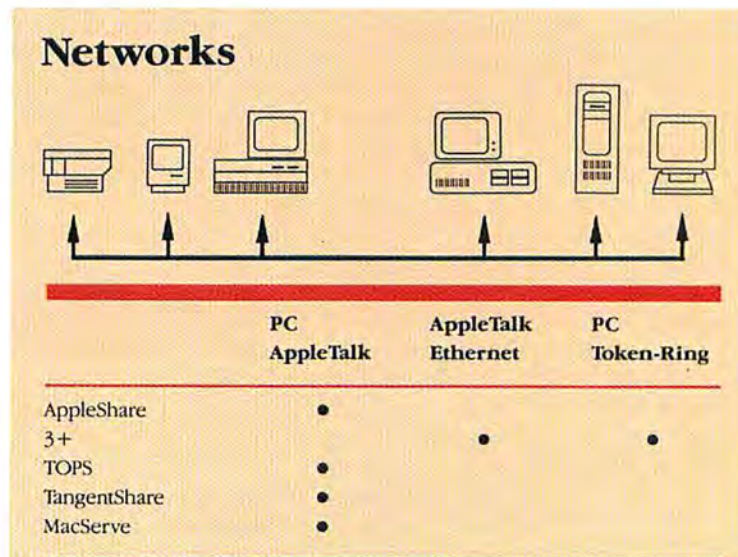 Networks
PC AppleTalk PC
AppleTalk Ethernet Token-Ring
AppleShare •
3+ • •
TOPS •
TangentShare •
MacServe •